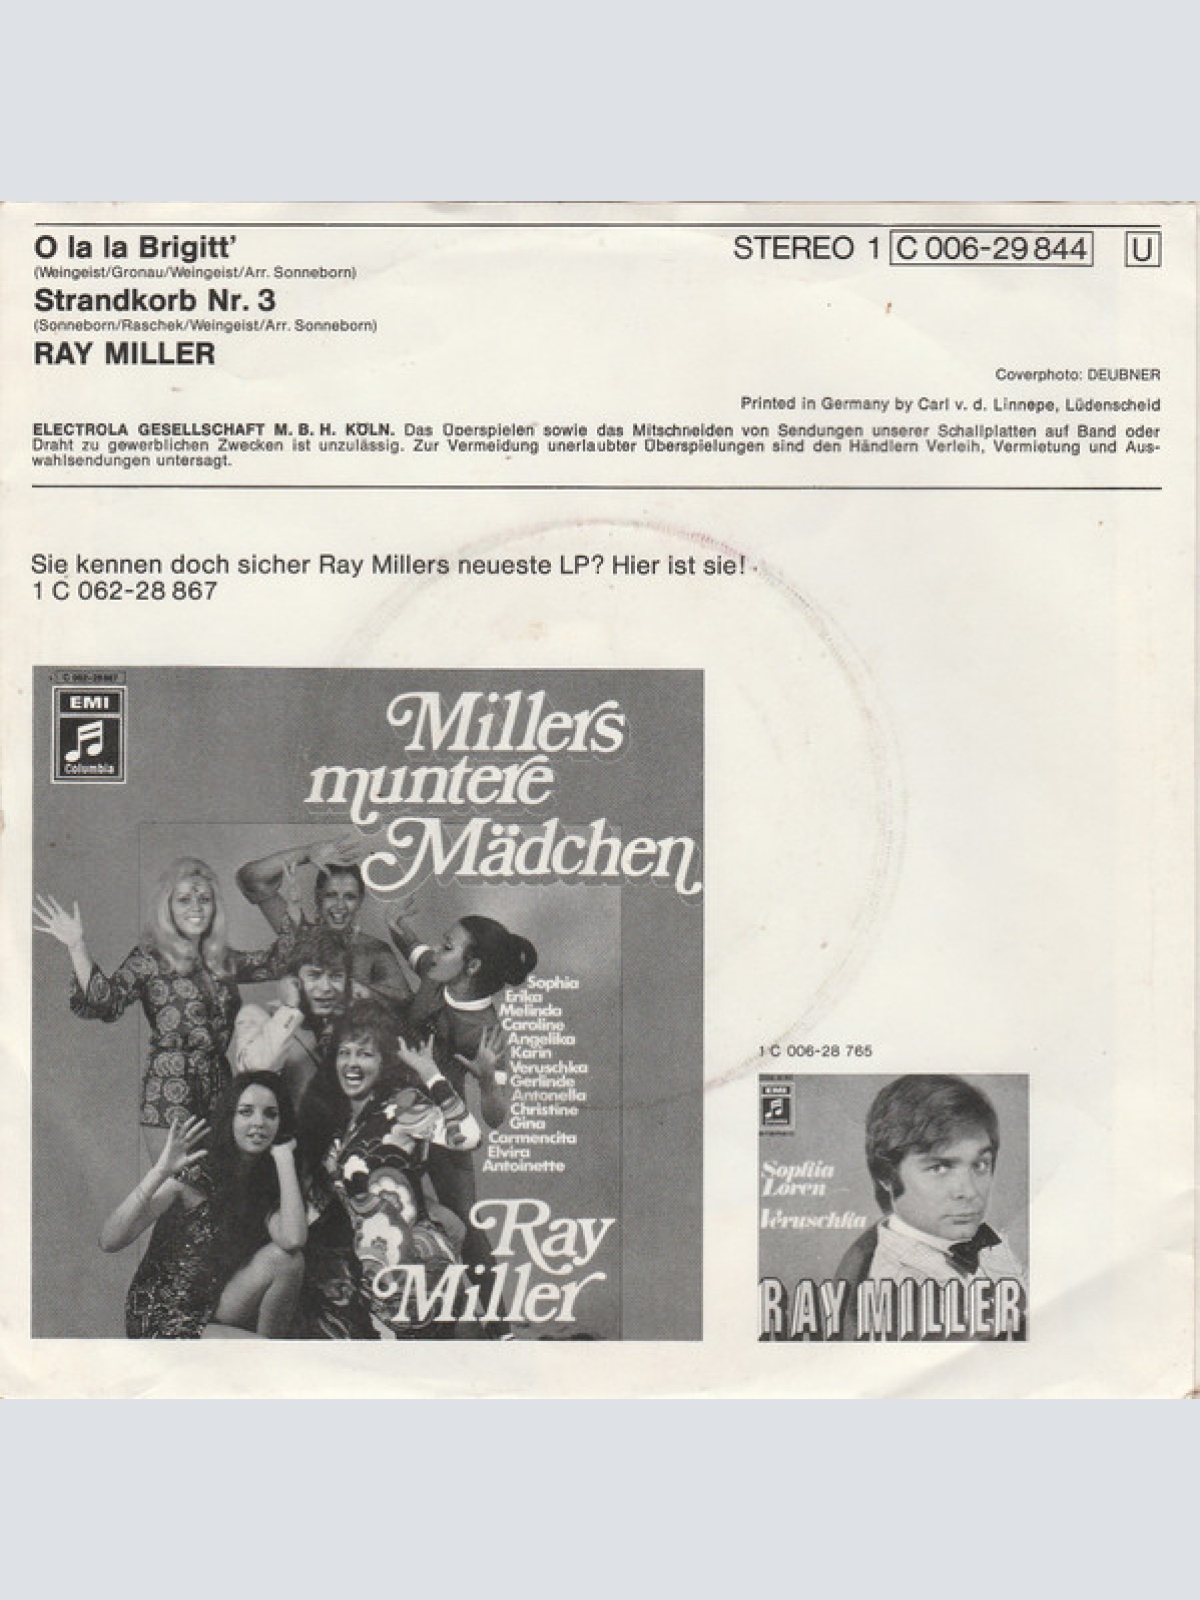 O la la Brigitt'
(Weingeist/Gronau/Weingeist/Arr. Sonneborn)
Strandkorb Nr. 3
(Sonneborn/Raschek/Weingeist/Arr. Sonneborn)
RAY MILLER
STEREO 1 C 006-29 844 U
Coverphoto: DEUBNER
Printed in Germany by Carl v. d. Linnepe, Lüdenscheid
ELECTROLA GESELLSCHAFT M. B. H. KÖLN. Das Überspielen sowie das Mitschneiden von Sendungen unserer Schallplatten auf Band oder
Draht zu gewerblichen Zwecken ist unzulässig. Zur Vermeidung unerlaubter Überspielungen sind den Händlern Verleih, Vermietung und Aus-
wahlsendungen untersagt.
Sie kennen doch sicher Ray Millers neueste LP? Hier ist sie!
1 C 062-28 867
1 C 062-28 867
EMI
Columbia
Millers
muntere
Mädchen
Sophia
Erika
Melinda
Caroline
Angelika
Karin
Veruschka
Gerlinde
Antonella
Christine
Gina
Carmencita
Elvira
Antoinette
Ray
Miller
1 C 006-28 765
EMI
Sophia
Loren
Veruschka
RAY MILLER